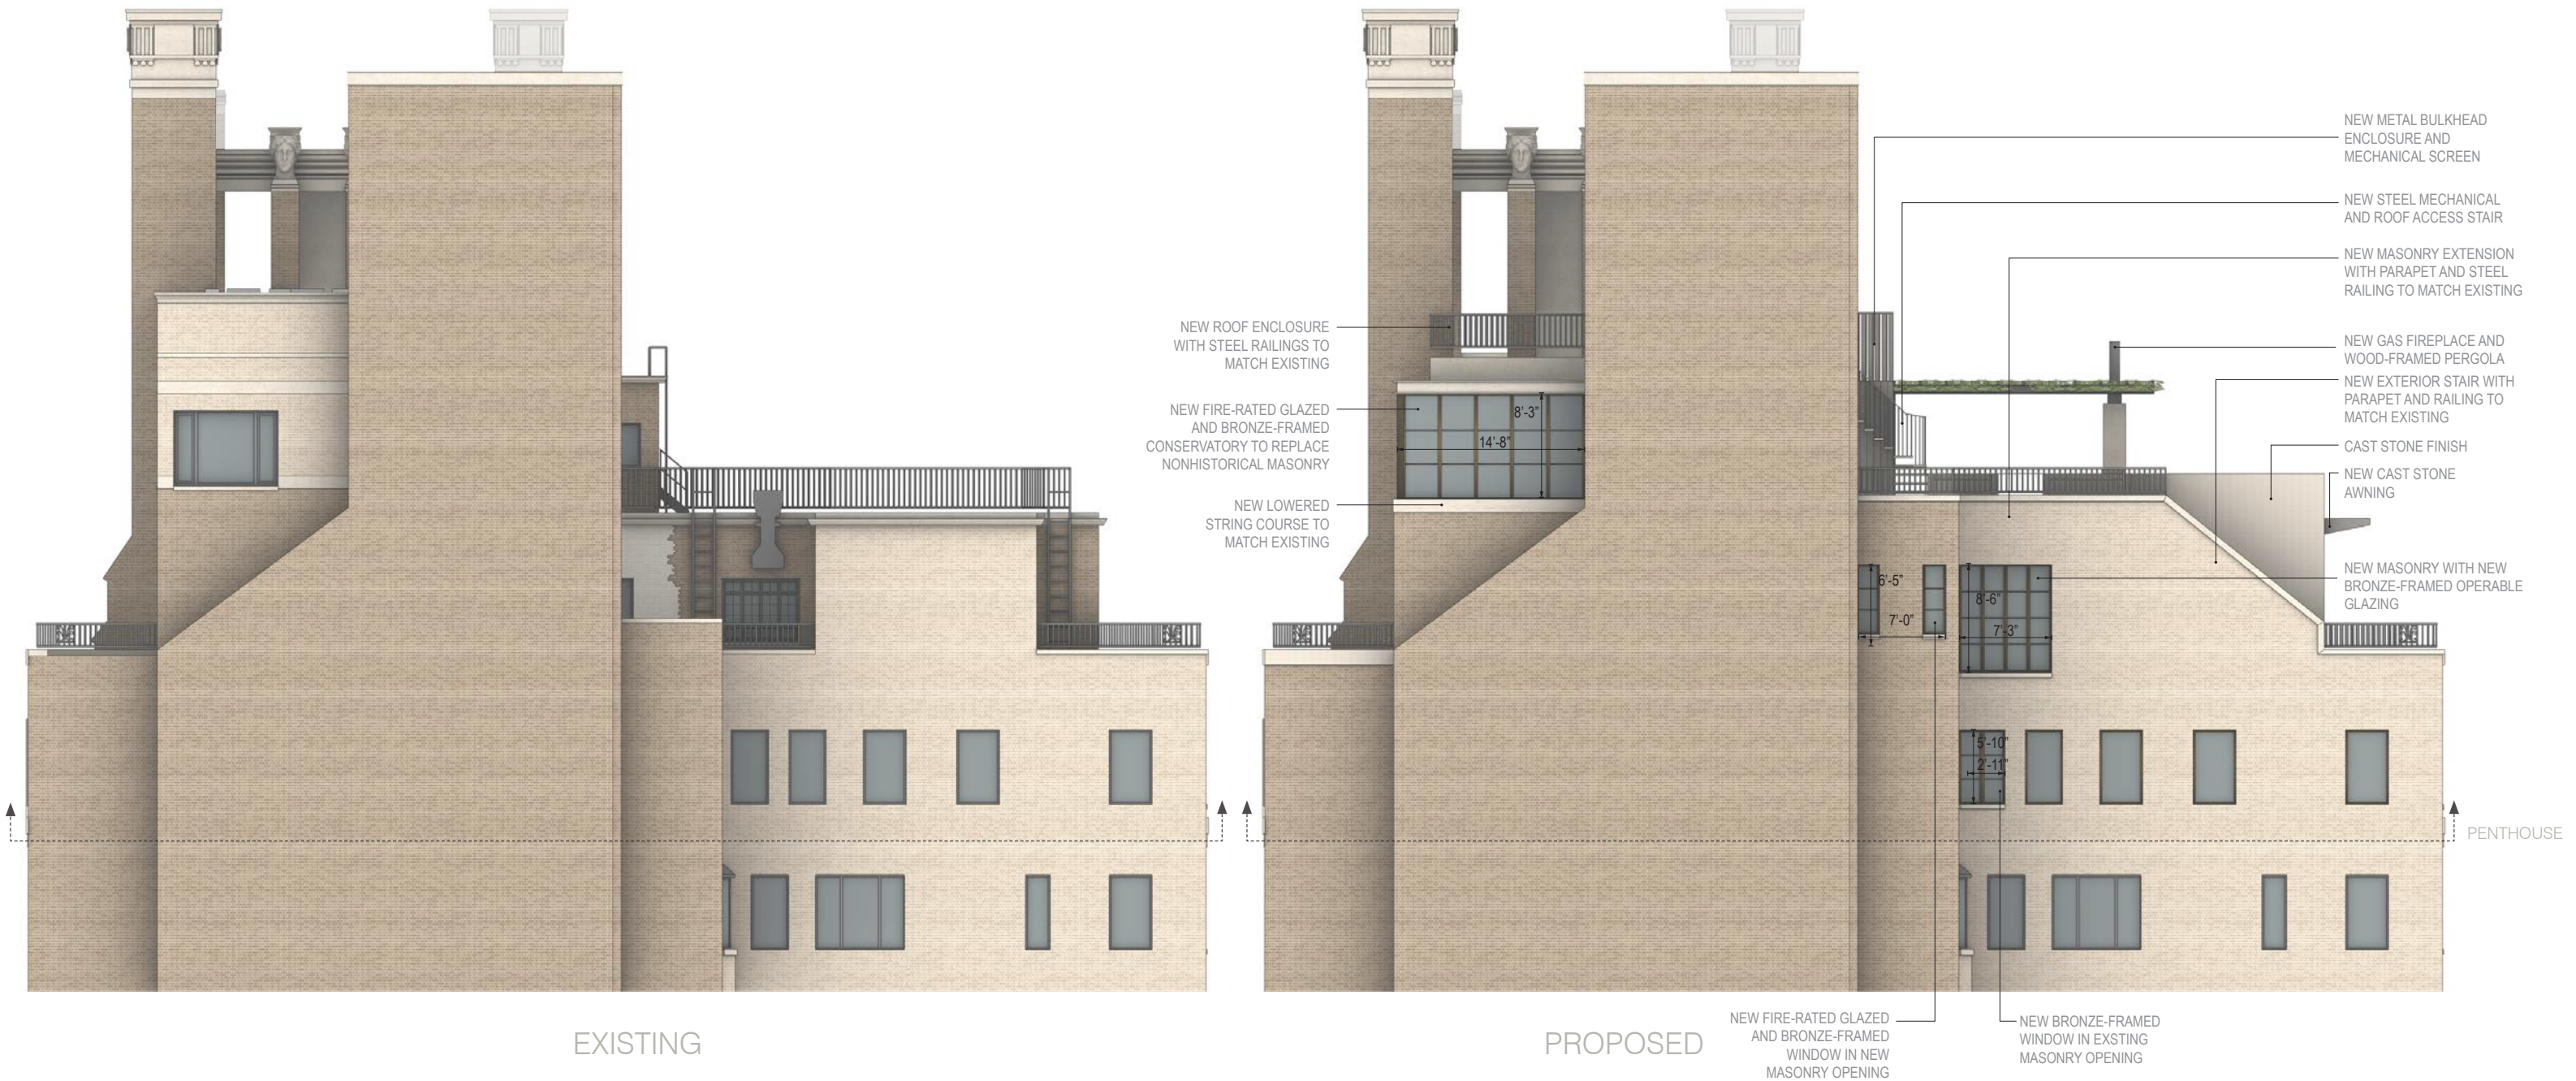 NEW METAL BULKHEAD
ENCLOSURE AND
MECHANICAL SCREEN
NEW STEEL MECHANICAL
AND ROOF ACCESS STAIR
NEW MASONRY EXTENSION
WITH PARAPET AND STEEL
RAILING TO MATCH EXISTING
NEW ROOF ENCLOSURE
WITH STEEL RAILINGS TO
MATCH EXISTING
NEW GAS FIREPLACE AND
WOOD-FRAMED PERGOLA
NEW EXTERIOR STAIR WITH
PARAPET AND RAILING TO
MATCH EXISTING
NEW FIRE-RATED GLAZED
AND BRONZE-FRAMED
CONSERVATORY TO REPLACE
NONHISTORICAL MASONRY
8'-3"
14'-8"
CAST STONE FINISH
NEW CAST STONE
AWNING
NEW LOWERED
STRING COURSE TO
MATCH EXISTING
NEW MASONRY WITH NEW
BRONZE-FRAMED OPERABLE
GLAZING
6'-5"
7'-0"
8'-6"
7'-3"
5'-10"
2'-11"
PENTHOUSE
EXISTING
PROPOSED
NEW FIRE-RATED GLAZED
AND BRONZE-FRAMED
WINDOW IN NEW
MASONRY OPENING
NEW BRONZE-FRAMED
WINDOW IN EXSTING
MASONRY OPENING